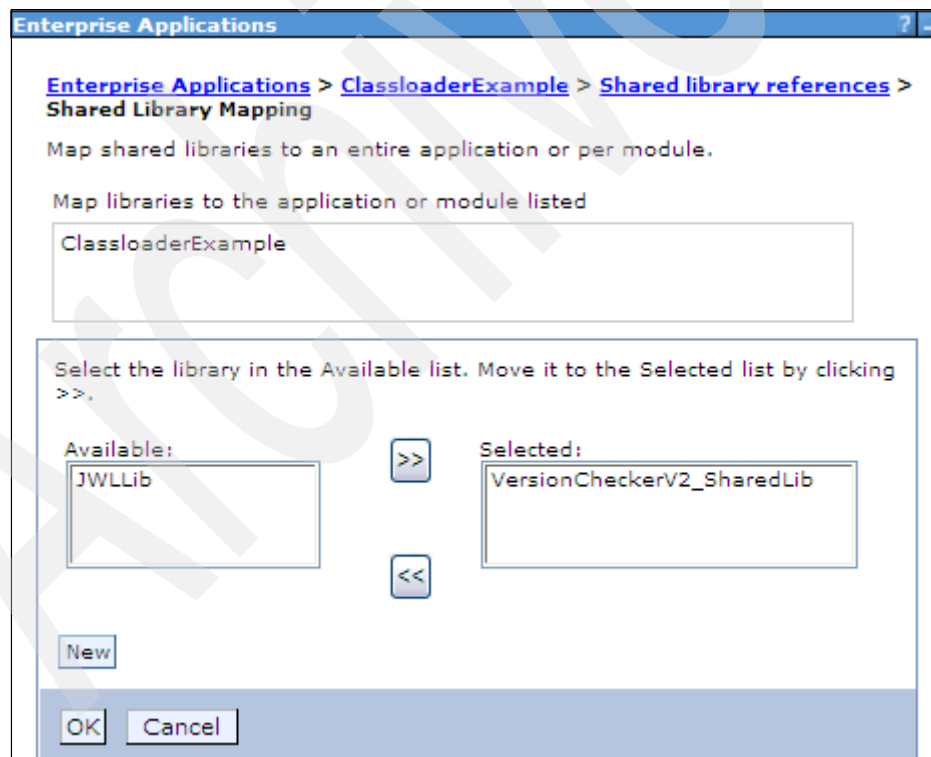 Enterprise Applications ? -
Enterprise Applications > ClassloaderExample > Shared library references >
Shared Library Mapping
Map shared libraries to an entire application or per module.
Map libraries to the application or module listed
ClassloaderExample
Select the library in the Available list. Move it to the Selected list by clicking
>>.
Available: >> Selected:
JWLLib VersionCheckerV2_SharedLib
<<
New
OK Cancel
Archive